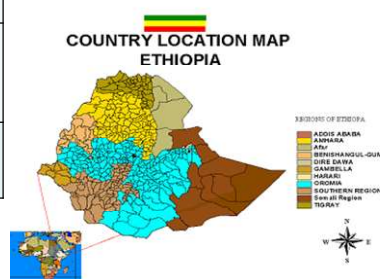 COUNTRY LOCATION MAP
ETHIOPIA
REGIONS OF ETHIOPA
ADDIS ABABA
AMHARA
Afar
BENISHANGUL-GUM
DIRE DAWA
GAMBELLA
HARARI
OROMIA
SOUTHERN REGION
Somali Region
TIGRAY
N
W E
S